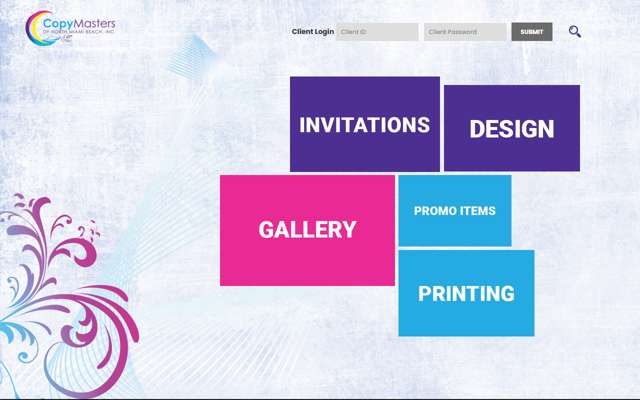 CopyMasters
OF NORTH MIAMI BEACH, INC
Client Login
Client ID
Client Password
SUBMIT
INVITATIONS
DESIGN
GALLERY
PROMO ITEMS
PRINTING